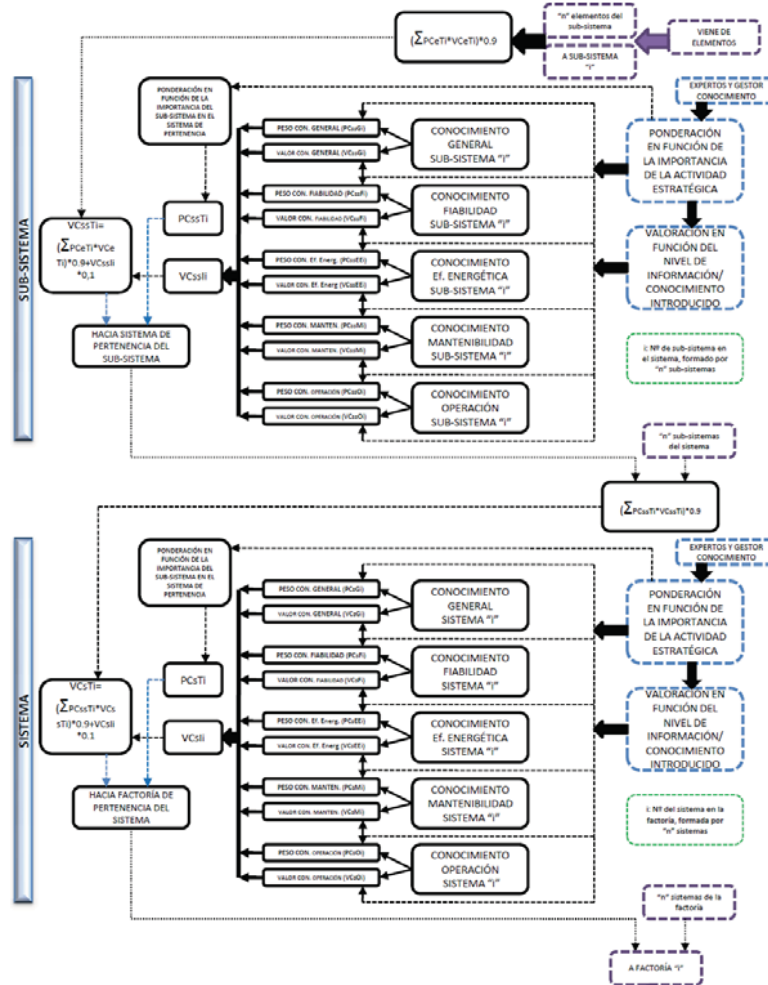 "n" elementos del
sub-sistema
VIENE DE
ELEMENTOS
(∑PCeTi*VCeTi)*0.9
A SUB-SISTEMA
"i"
SUB-SISTEMA
PONDERACIÓN EN
FUNCIÓN DE LA
IMPORTANCIA DEL
SUB-SISTEMA EN EL
SISTEMA DE
PERTENENCIA
EXPERTOS Y GESTOR
CONOCIMIENTO
PESO CON. GENERAL (PCssGi)
VALOR CON. GENERAL (VCssGi)
CONOCIMIENTO
GENERAL
SUB-SISTEMA "i"
PONDERACIÓN
EN FUNCIÓN DE
LA IMPORTANCIA
DE LA ACTIVIDAD
ESTRATÉGICA
PESO CON. FIABILIDAD (PCssFi)
VALOR CON. FIABILIDAD (VCssFi)
CONOCIMIENTO
FIABILIDAD
SUB-SISTEMA "i"
PCssTi
VCssTi=
(∑PCeTi*VCe
Ti)*0.9+VCssIi
*0,1
VCssIi
PESO CON. Ef. Energ. (PCssEEi)
VALOR CON. Ef. Energ (VCssEEi)
CONOCIMIENTO
Ef. ENERGÉTICA
SUB-SISTEMA "i"
VALORACIÓN EN
FUNCIÓN DEL
NIVEL DE
INFORMACIÓN/
CONOCIMIENTO
INTRODUCIDO
HACIA SISTEMA DE
PERTENENCIA DEL
SUB-SISTEMA
PESO CON. MANTEN. (PCssMi)
VALOR CON. MANTEN. (VCssMi)
CONOCIMIENTO
MANTENIBILIDAD
SUB-SISTEMA "i"
i: Nº de sub-sistema en
el sistema, formado por
"n" sub-sistemas
PESO CON. OPERACIÓN (PCssOi)
VALOR CON. OPERACIÓN (VCssOi)
CONOCIMIENTO
OPERACIÓN
SUB-SISTEMA "i"
"n" sub-sistemas
del sistema
(∑PCssTi*VCssTi)*0.9
SISTEMA
PONDERACIÓN EN
FUNCIÓN DE LA
IMPORTANCIA DEL
SUB-SISTEMA EN EL
SISTEMA DE
PERTENENCIA
EXPERTOS Y GESTOR
CONOCIMIENTO
PESO CON. GENERAL (PCsGi)
VALOR CON. GENERAL (VCsGi)
CONOCIMIENTO
GENERAL
SISTEMA "i"
PONDERACIÓN
EN FUNCIÓN DE
LA IMPORTANCIA
DE LA ACTIVIDAD
ESTRATÉGICA
PESO CON. FIABILIDAD (PCsFi)
VALOR CON. FIABILIDAD (VCsFi)
CONOCIMIENTO
FIABILIDAD
SISTEMA "i"
PCsTi
VCsTi=
(∑PCssTi*VCs
sTi)*0.9+VCsIi
*0.1
VCsIi
PESO CON. Ef. Energ. (PCsEEi)
VALOR CON. Ef. Energ (VCsEEi)
CONOCIMIENTO
Ef. ENERGÉTICA
SISTEMA "i"
VALORACIÓN EN
FUNCIÓN DEL
NIVEL DE
INFORMACIÓN/
CONOCIMIENTO
INTRODUCIDO
HACIA FACTORÍA DE
PERTENENCIA DEL
SISTEMA
PESO CON. MANTEN. (PCsMi)
VALOR CON. MANTEN. (VCsMi)
CONOCIMIENTO
MANTENIBILIDAD
SISTEMA "i"
i: Nº del sistema en la
factoría, formada por
"n" sistemas
PESO CON. OPERACIÓN (PCsOi)
VALOR CON. OPERACIÓN (VCsOi)
CONOCIMIENTO
OPERACIÓN
SISTEMA "i"
"n" sistemas de la
factoría
A FACTORÍA "i"